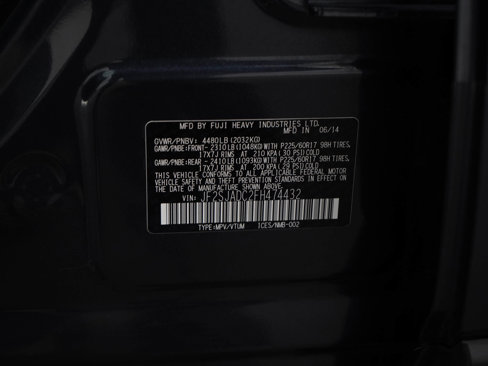 MFD BY FUJI HEAVY INDUSTRIES LTD.
MFD IN 06/14
GVWR/PNBV: 4480LB(2032KG)
GAWR/PNBE:FRONT-2310LB(1048KG)WITH P225/60R17 98H TIRES,
17X7J RIMS AT 210 KPA(30 PSI)COLD
GAWR/PNBE:REAR -2410LB(1093KG)WITH P225/60R17 98H TIRES,
17X7J RIMS AT 200 KPA(29 PSI)COLD
THIS VEHICLE CONFORMS TO ALL APPLICABLE FEDERAL MOTOR
VEHICLE SAFETY AND BUMPER STANDARDS IN EFFECT ON
THE DATE OF MANUFACTURE SHOWN ABOVE.
VIN: JF2SJADC2FH474432
TYPE:MPV/VTUM ICES/NMB-002